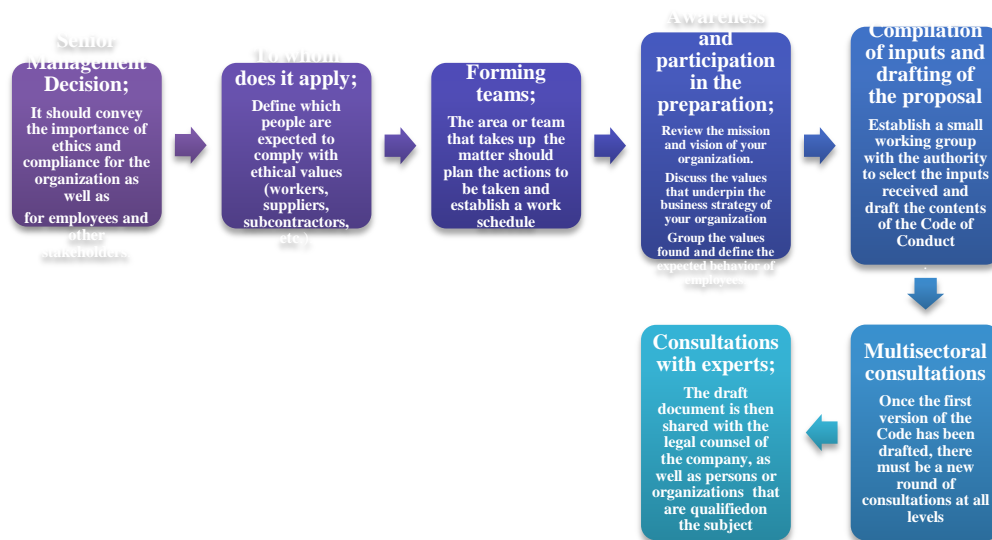 Senior
Management
Decision;
It should convey
the importance of
ethics and
compliance for the
organization as
well as
for employees and
other
stakeholders
To whom
does it apply;
Define which
people are
expected to
comply with
ethical values
(workers,
suppliers,
subcontractors,
etc.)
Forming
teams;
The area or team
that takes up the
matter should
plan the actions to
be taken and
establish a work
schedule
Awareness
and
participation
in the
preparation;
Review the mission
and vision of your
organization.
Discuss the values
that underpin the
business strategy of
your organization
Group the values
found and define the
expected behavior of
employees
Compilation
of inputs and
drafting of
the proposal
Establish a small
working group
with the authority
to select the inputs
received and
draft the contents
of the Code of
Conduct
.
Multisectoral
consultations
Once the first
version of the
Code has been
drafted, there
must be a new
round of
consultations at all
levels
Consultations
with experts;
The draft
document is then
shared with the
legal counsel of
the company, as
well as persons or
organizations that
are qualifiedon
the subject